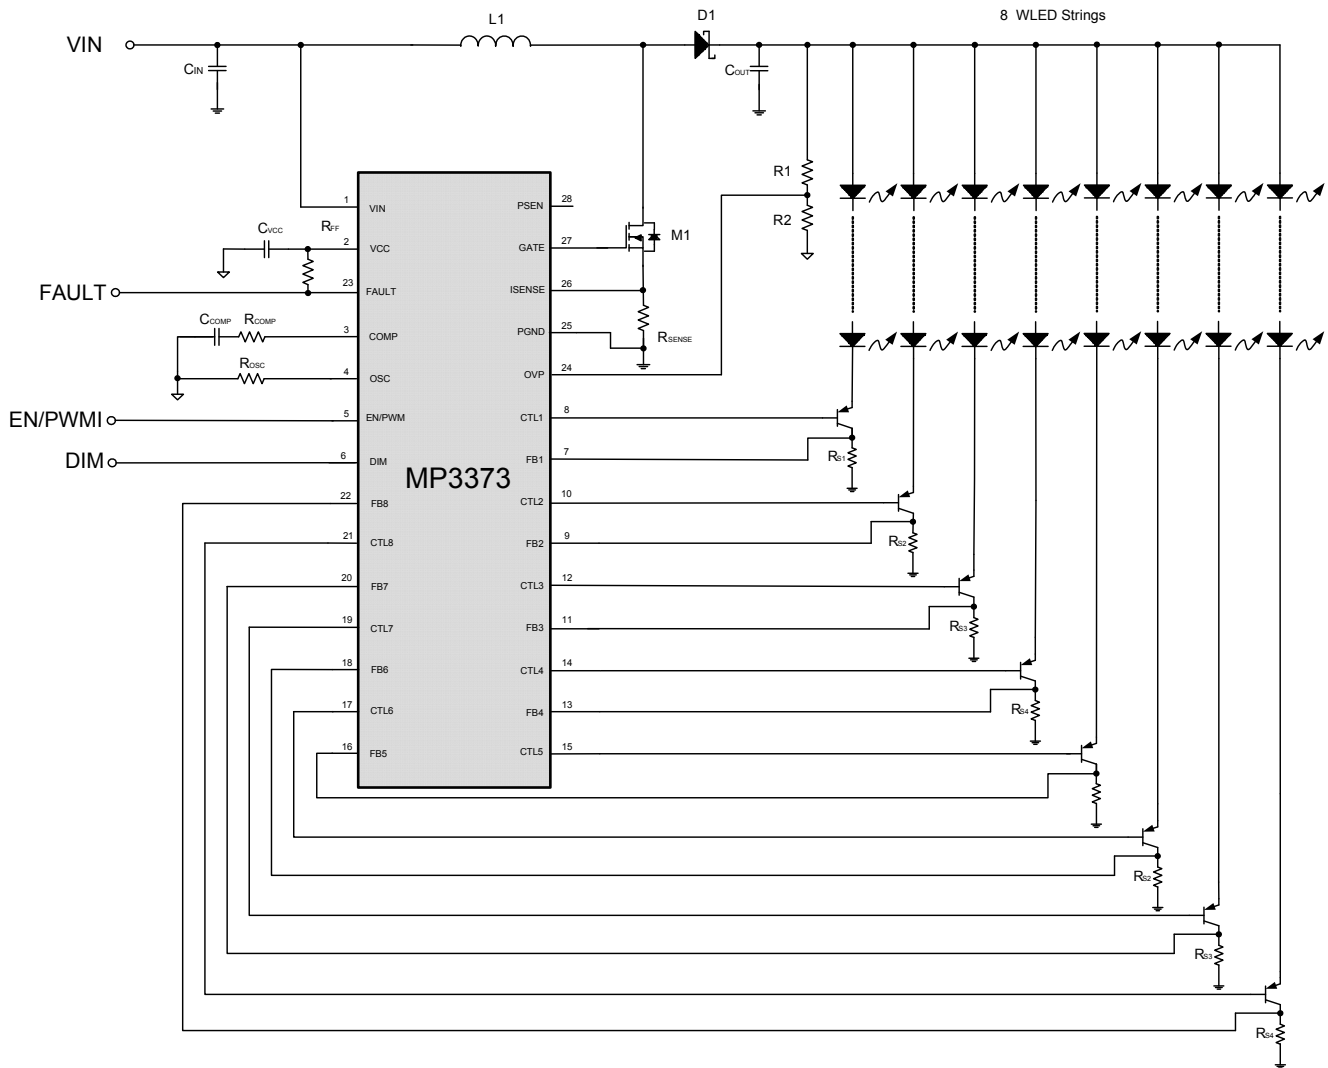 L1
D1
8 WLED Strings
VIN
CIN
COUT
R1
R2
1
VIN
PSEN
28
CVCC
RFF
2
VCC
GATE
27
M1
FAULT
23
FAULT
ISENSE
26
CCOMP
RCOMP
3
COMP
PGND
25
RSENSE
ROSC
4
OSC
OVP
24
EN/PWMI
5
EN/PWM
CTL1
8
DIM
6
DIM
FB1
7
RS1
MP3373
22
FB8
CTL2
10
21
CTL8
FB2
9
RS2
20
FB7
CTL3
12
19
CTL7
FB3
11
RS3
18
FB6
CTL4
14
17
CTL6
FB4
13
RS4
16
FB5
CTL5
15
RS2
RS3
RS4